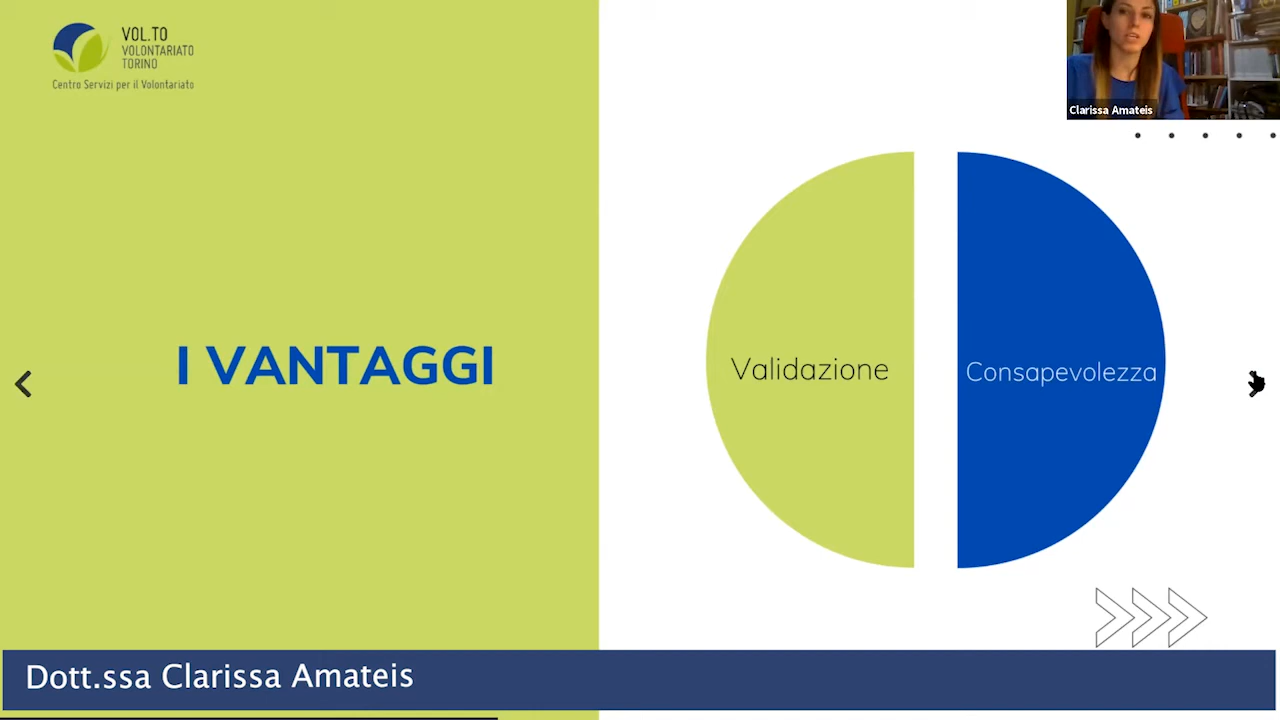 VOL.TO
VOLONTARIATO
TORINO
Centro Servizi per il Volontariato
Clarissa Amateis
I VANTAGGI
Validazione
Consapevolezza
Dott.ssa Clarissa Amateis